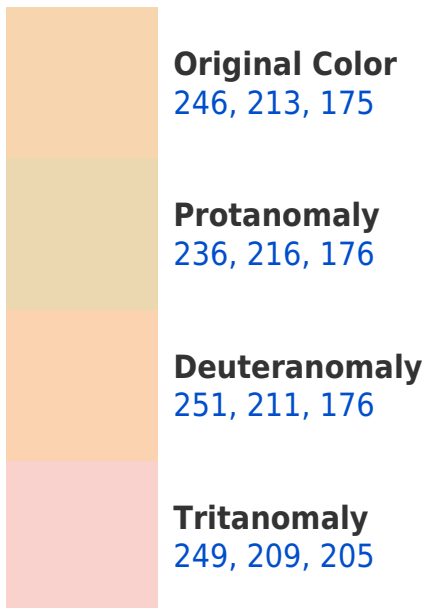 Original Color
246, 213, 175
Protanomaly
236, 216, 176
Deuteranomaly
251, 211, 176
Tritanomaly
249, 209, 205